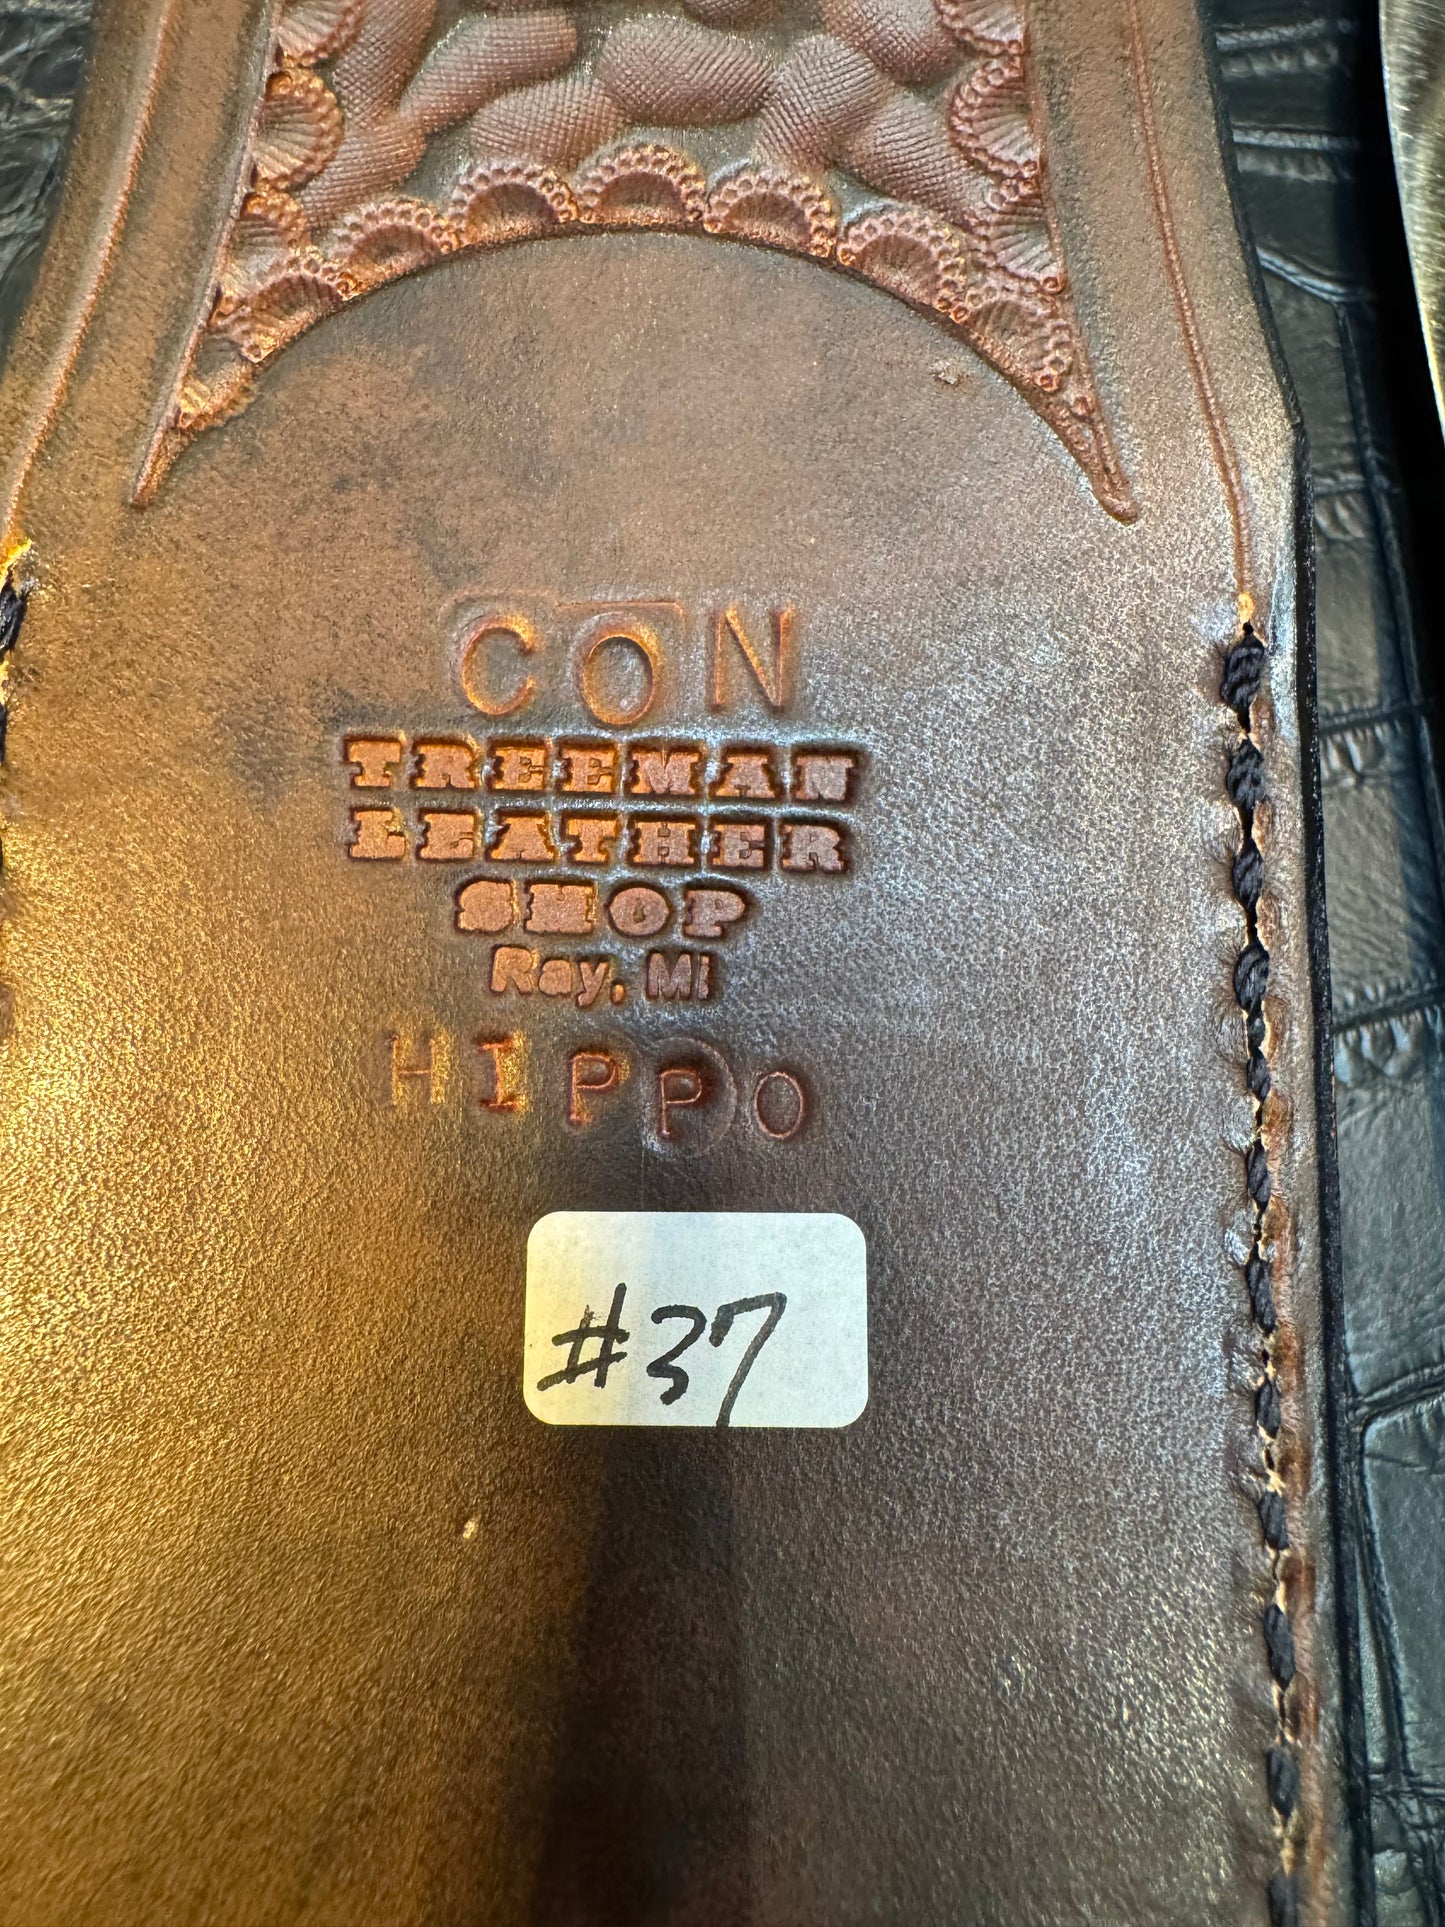 CON
TREEMAN
LEATHER
SHOP
Ray, Mi
HIPPO
#37